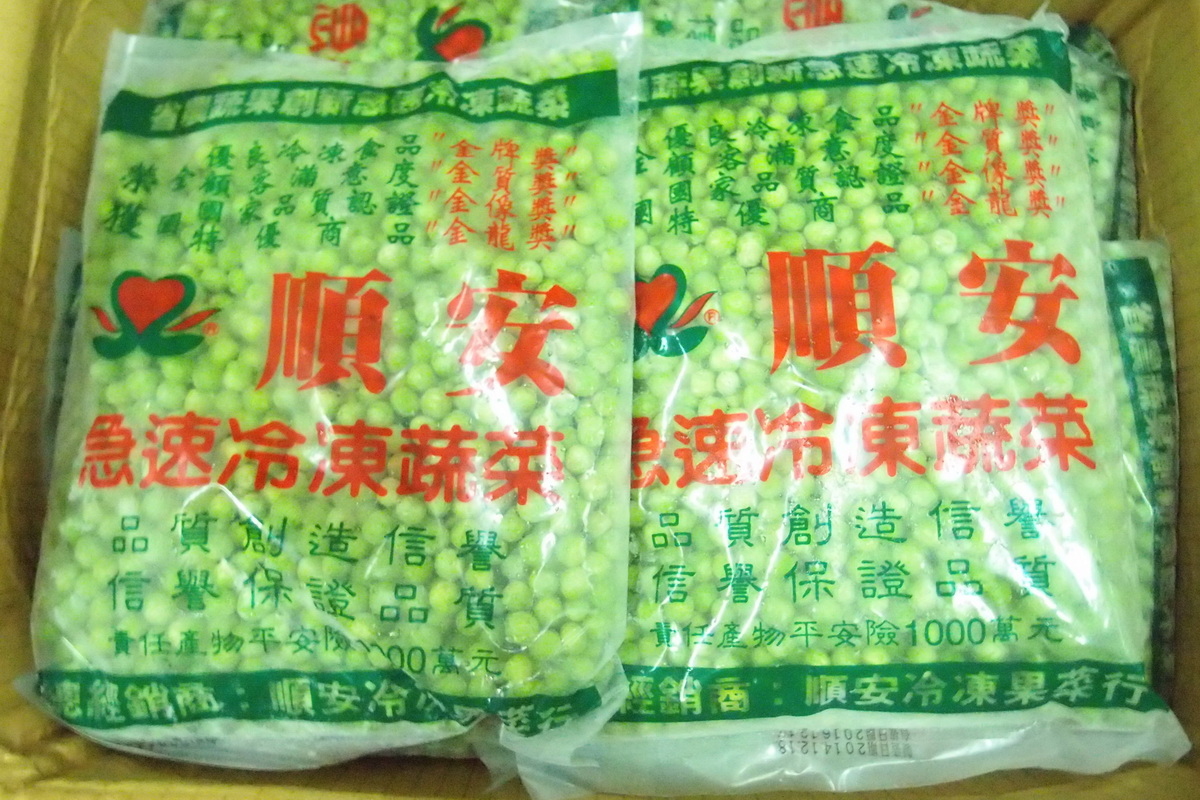 省農蔬果創新急速冷凍蔬菜
榮獲
優良冷凍食品"金牌獎"
全國顧客滿意度"金質獎"
國家品質認證"金像獎"
特優商品"金龍獎"
順安
急速冷凍蔬菜
品質創造信譽
信譽保證品質
責任產物平安險 00萬元
總經銷商：順安冷 菜行
蔬果創新急速冷凍蔬菜
優良冷凍食品"金牌獎"
全國顧客滿意度"金質獎"
國家品質認證"金像獎"
特優商品"金龍獎"
順安
急速冷凍蔬菜
品質創造信譽
信譽保證品質
責任產物平安險1000萬元
經銷商：順安冷凍果菜行
20141218